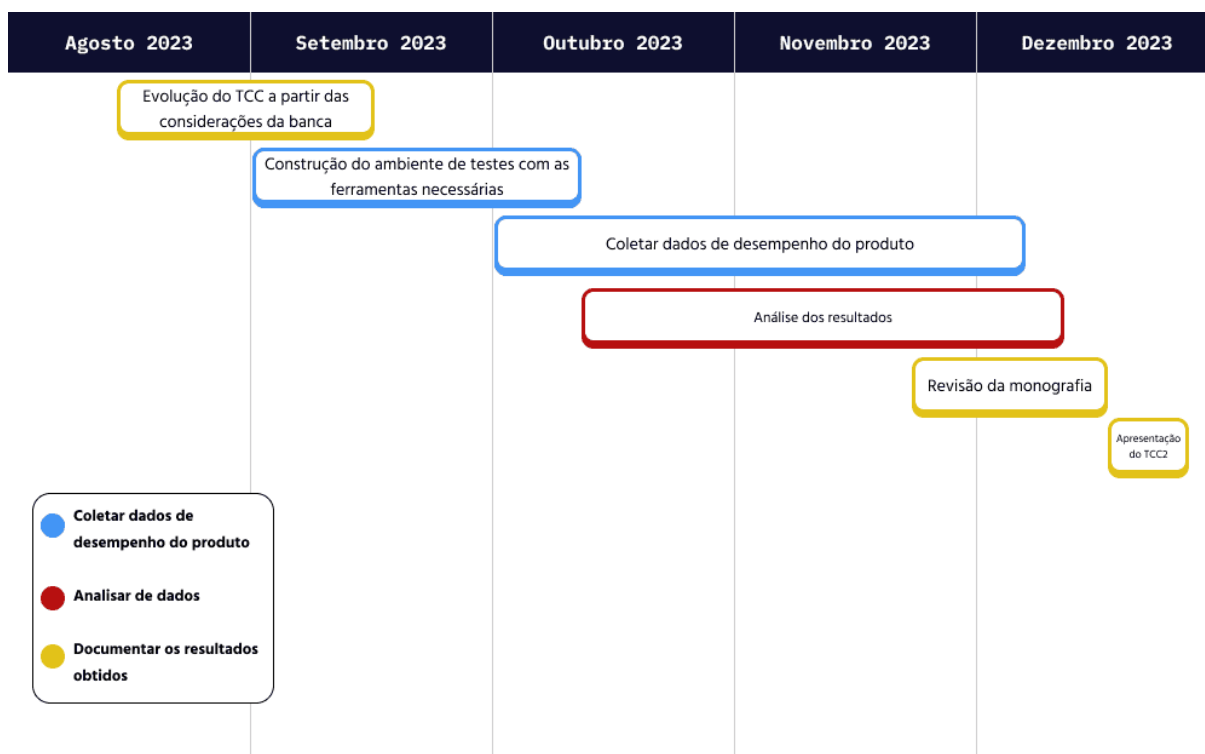 Agosto 2023
Setembro 2023
Outubro 2023
Novembro 2023
Dezembro 2023
Evolução do TCC a partir das
considerações da banca
Construção do ambiente de testes com as
ferramentas necessárias
Coletar dados de desempenho do produto
Análise dos resultados
Revisão da monografia
Apresentação
do TCC2
Coletar dados de
desempenho do produto
Analisar de dados
Documentar os resultados
obtidos